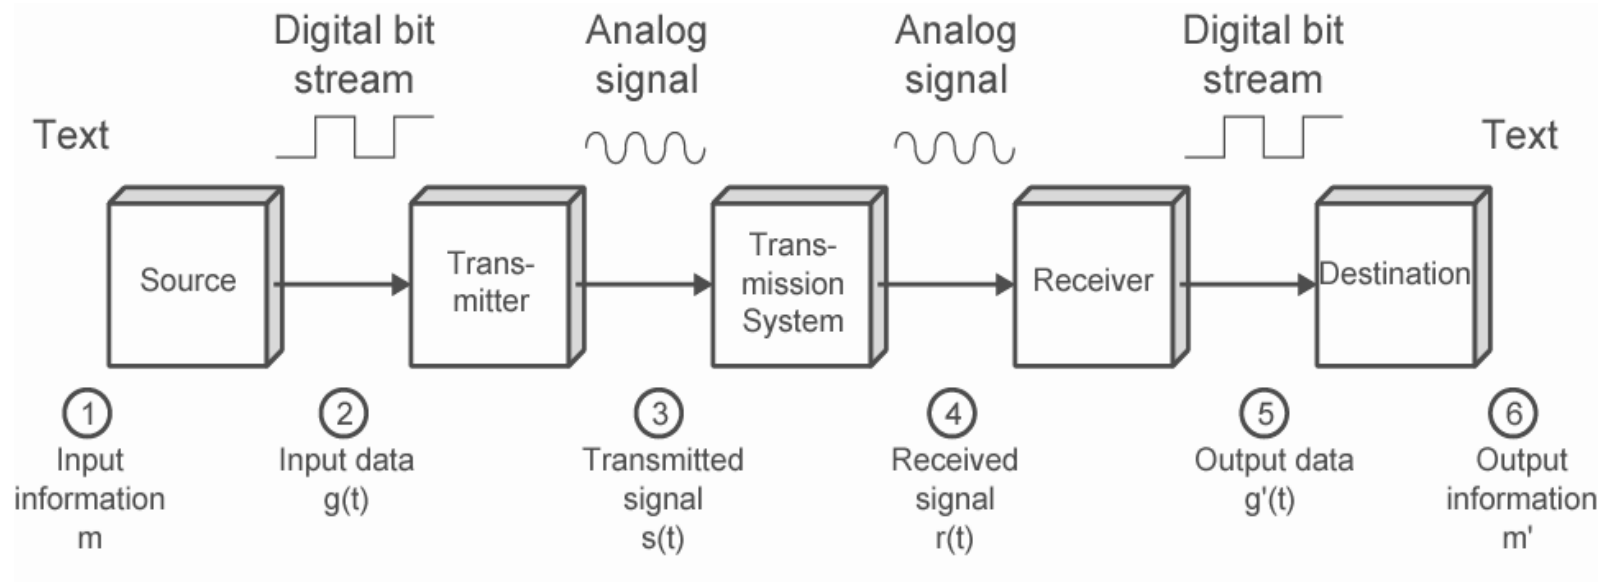 Digital bit
stream
Analog
signal
Analog
signal
Digital bit
stream
Text
Text
Source
Trans-
mitter
Trans-
mission
System
Receiver
Destination
1
Input
information
m
2
Input data
g(t)
3
Transmitted
signal
s(t)
4
Received
signal
r(t)
5
Output data
g'(t)
6
Output
information
m'